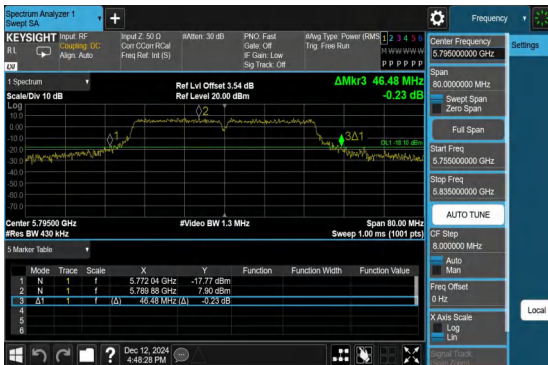 Spectrum Analyzer 1
Swept SA
+
Frequency
KEYSIGHT
RL
Input: RF
Coupling: DC
Align: Auto
Input Z: 50 Ω
Corr CCorr RCal
Freq Ref: Int (S)
#Atten: 30 dB
PNO: Fast
Gate: Off
IF Gain: Low
Sig Track: Off
#Avg Type: Power (RMS
Trig: Free Run
1 2 3 4 5 6
M W W W W W
P P P P P P
LXI
1 Spectrum
Scale/Div 10 dB
Ref Lvl Offset 3.54 dB
Ref Level 20.00 dBm
ΔMkr3 46.48 MHz
-0.23 dB
Log
10.0
0.00
-10.0
-20.0
-30.0
-40.0
-50.0
-60.0
-70.0
1
2
3Δ1
DL1 -18.10 dBm
Center 5.79500 GHz
#Res BW 430 kHz
#Video BW 1.3 MHz
Span 80.00 MHz
Sweep 1.00 ms (1001 pts)
5 Marker Table
Mode Trace Scale X Y Function Function Width Function Value
1 N 1 f 5.772 04 GHz -17.77 dBm
2 N 1 f 5.789 88 GHz 7.90 dBm
3 Δ1 1 f (Δ) 46.48 MHz (Δ) -0.23 dB
4
5
6
Dec 12, 2024
4:48:28 PM
Center Frequency
5.795000000 GHz
Settings
Span
80.0000000 MHz
Swept Span
Zero Span
Full Span
Start Freq
5.755000000 GHz
Stop Freq
5.835000000 GHz
AUTO TUNE
CF Step
8.000000 MHz
Auto
Man
Freq Offset
0 Hz
X Axis Scale
Log
Lin
Local
Signal Track